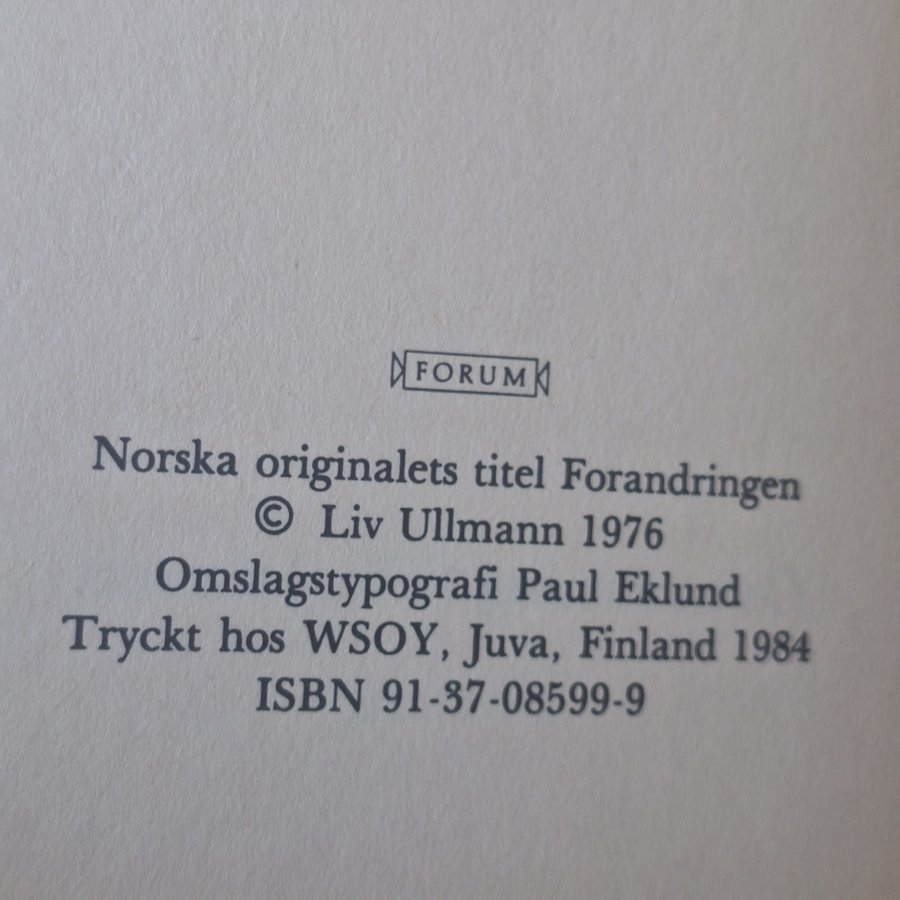 FORUM
Norska originalets titel Forandringen
© Liv Ullmann 1976
Omslagstypografi Paul Eklund
Tryckt hos WSOY, Juva, Finland 1984
ISBN 91-37-08599-9